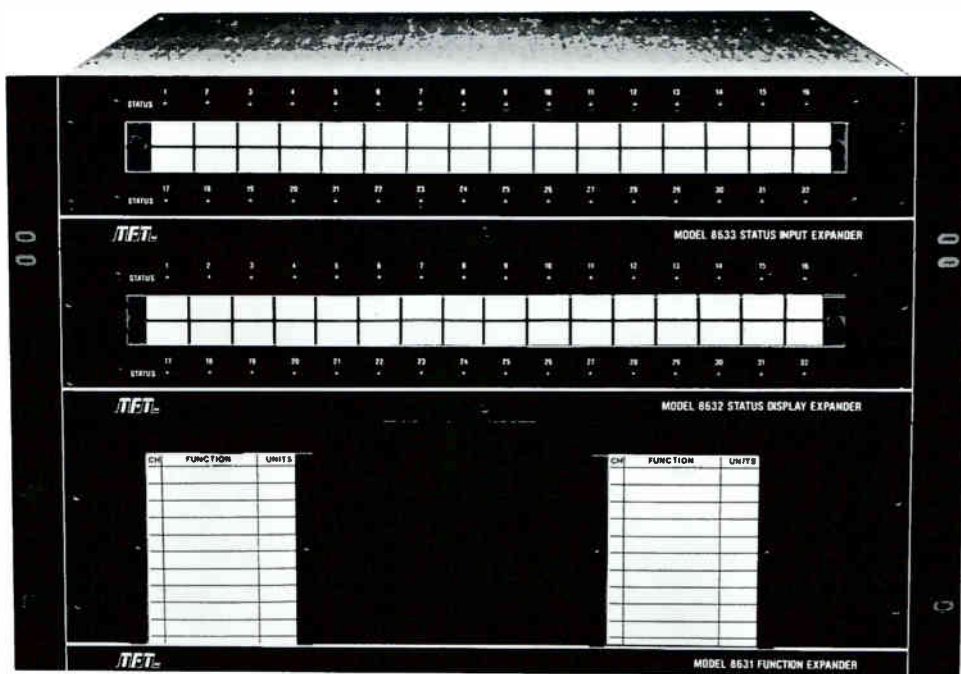 1 2 3 4 5 6 7 8 9 10 11 12 13 14 15 16
STATUS
17 18 19 20 21 22 23 24 25 26 27 28 29 30 31 32
STATUS
TFT MODEL 8633 STATUS INPUT EXPANDER
1 2 3 4 5 6 7 8 9 10 11 12 13 14 15 16
STATUS
17 18 19 20 21 22 23 24 25 26 27 28 29 30 31 32
STATUS
TFT MODEL 8632 STATUS DISPLAY EXPANDER
CH FUNCTION UNITS CH FUNCTION UNITS
TFT MODEL 8631 FUNCTION EXPANDER